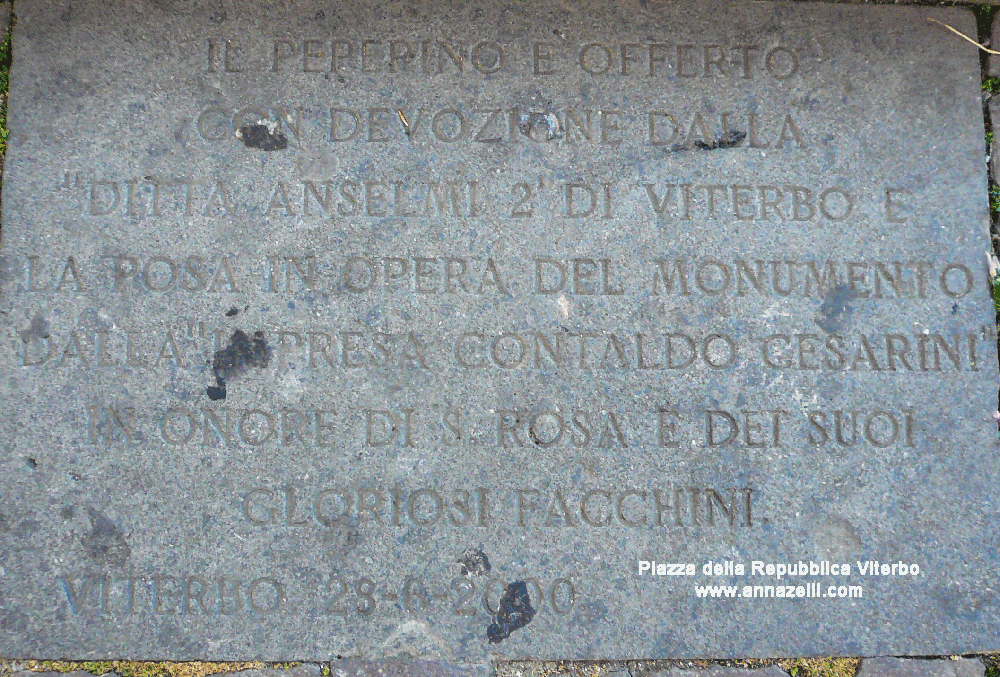 IL PEPERINO E OFFERTO
CON DEVOZIONE DALLA
"DITTA ANSELMI 2" DI VITERBO E
LA POSA IN OPERA DEL MONUMENTO
DALLA "IMPRESA CONTALDO CESARINI"
IN ONORE DI S. ROSA E DEI SUOI
GLORIOSI FACCHINI.
VITERBO 28-6-2000
Piazza della Repubblica Viterbo
www.annazelli.com